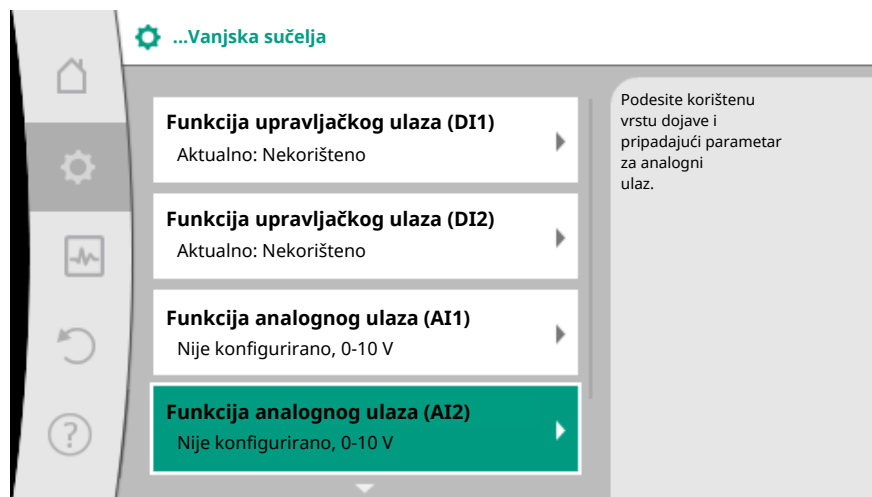 ...Vanjska sučelja
Funkcija upravljačkog ulaza (DI1)
Aktualno: Nekorišteno
Funkcija upravljačkog ulaza (DI2)
Aktualno: Nekorišteno
Funkcija analognog ulaza (AI1)
Nije konfigurirano, 0-10 V
Funkcija analognog ulaza (AI2)
Nije konfigurirano, 0-10 V
Podesite korištenu
vrstu dojave i
pripadajući parametar
za analogni
ulaz.
?